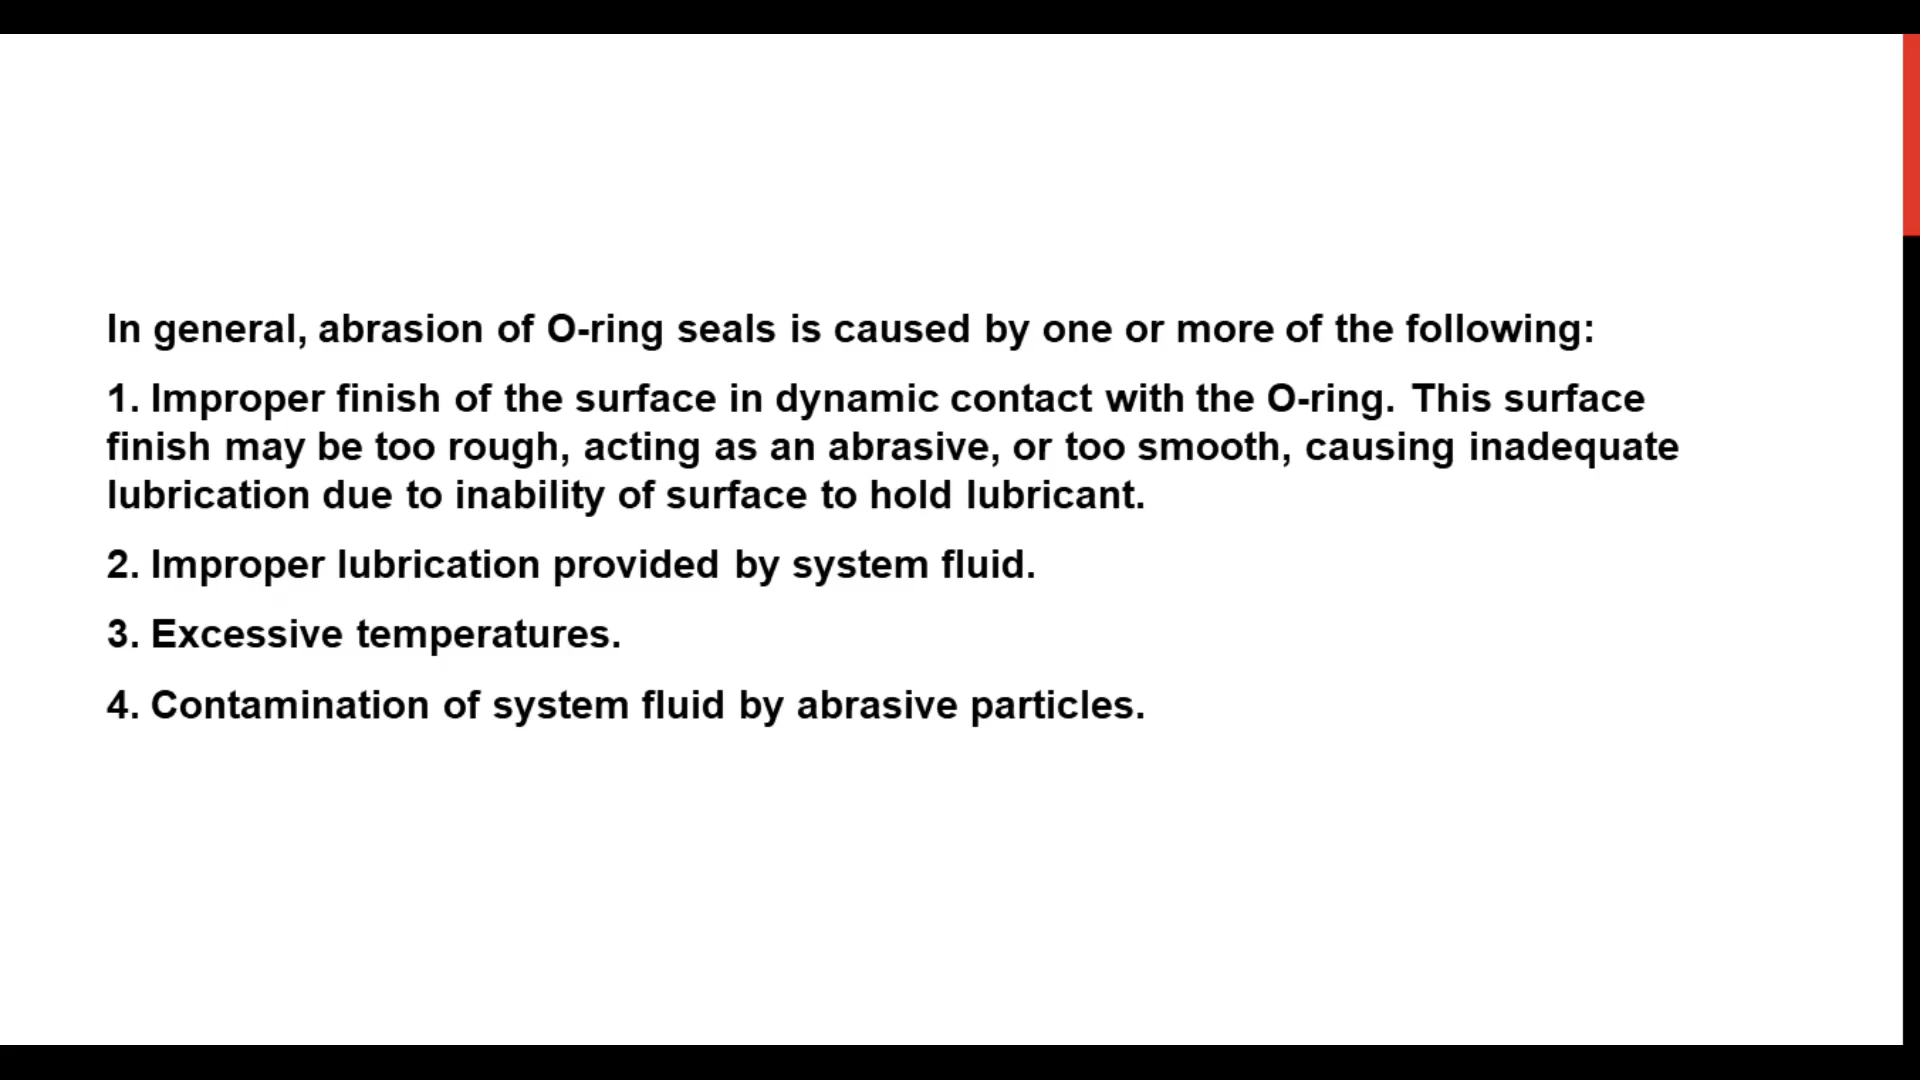 In general, abrasion of O-ring seals is caused by one or more of the following:
1. Improper finish of the surface in dynamic contact with the O-ring. This surface
finish may be too rough, acting as an abrasive, or too smooth, causing inadequate
lubrication due to inability of surface to hold lubricant.
2. Improper lubrication provided by system fluid.
3. Excessive temperatures.
4. Contamination of system fluid by abrasive particles.